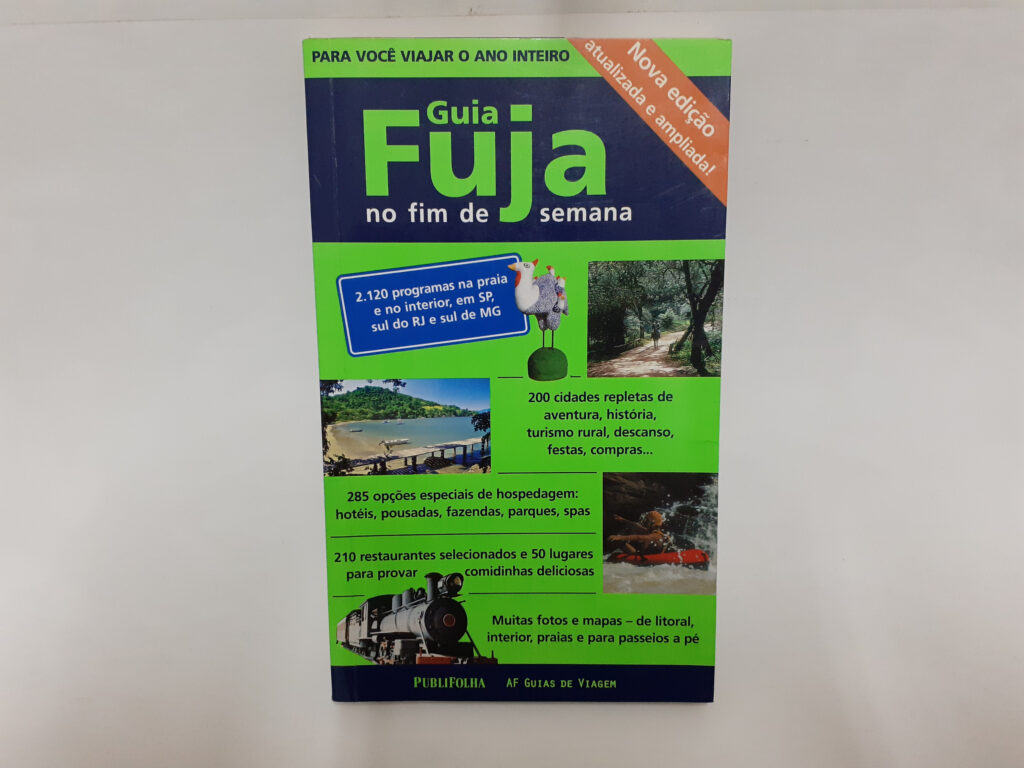 PARA VOCÊ VIAJAR O ANO INTEIRO
Nova edição
atualizada e ampliada!
Guia
Fuja
no fim de semana
2.120 programas na praia
e no interior, em SP,
sul do RJ e sul de MG
200 cidades repletas de
aventura, história,
turismo rural, descanso,
festas, compras...
285 opções especiais de hospedagem:
hotéis, pousadas, fazendas, parques, spas
210 restaurantes selecionados e 50 lugares
para provar comidinhas deliciosas
Muitas fotos e mapas – de litoral,
interior, praias e para passeios a pé
PUBLIFOLHA AF GUIAS DE VIAGEM